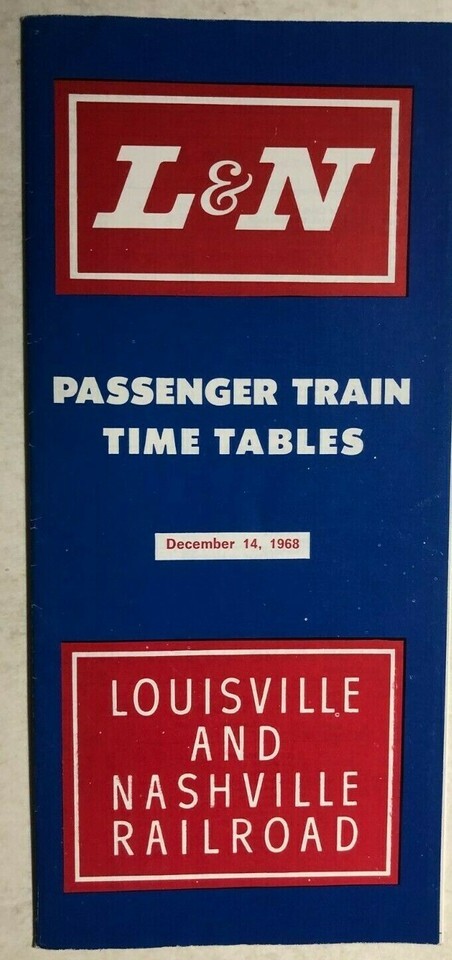 L&N
PASSENGER TRAIN
TIME TABLES
December 14, 1968
LOUISVILLE
AND
NASHVILLE
RAILROAD